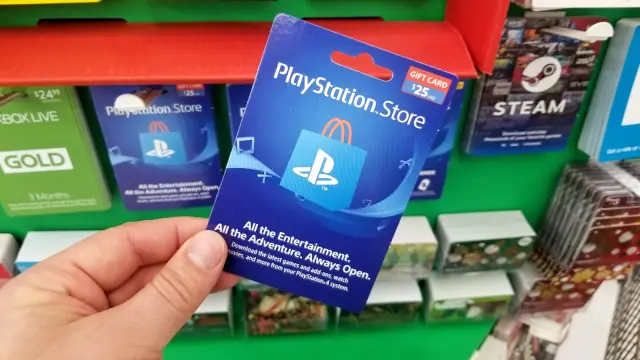 GIFT CARD
$25
PlayStation®Store
All the Entertainment.
All the Adventure. Always Open.
Download the latest games and add-ons, watch
movies, and more from your PlayStation®4 system.
$24.99
XBOX LIVE
GOLD
3 Months
PlayStation®Store
$25
All the Entertainment.
All the Adventure. Always Open.
STEAM